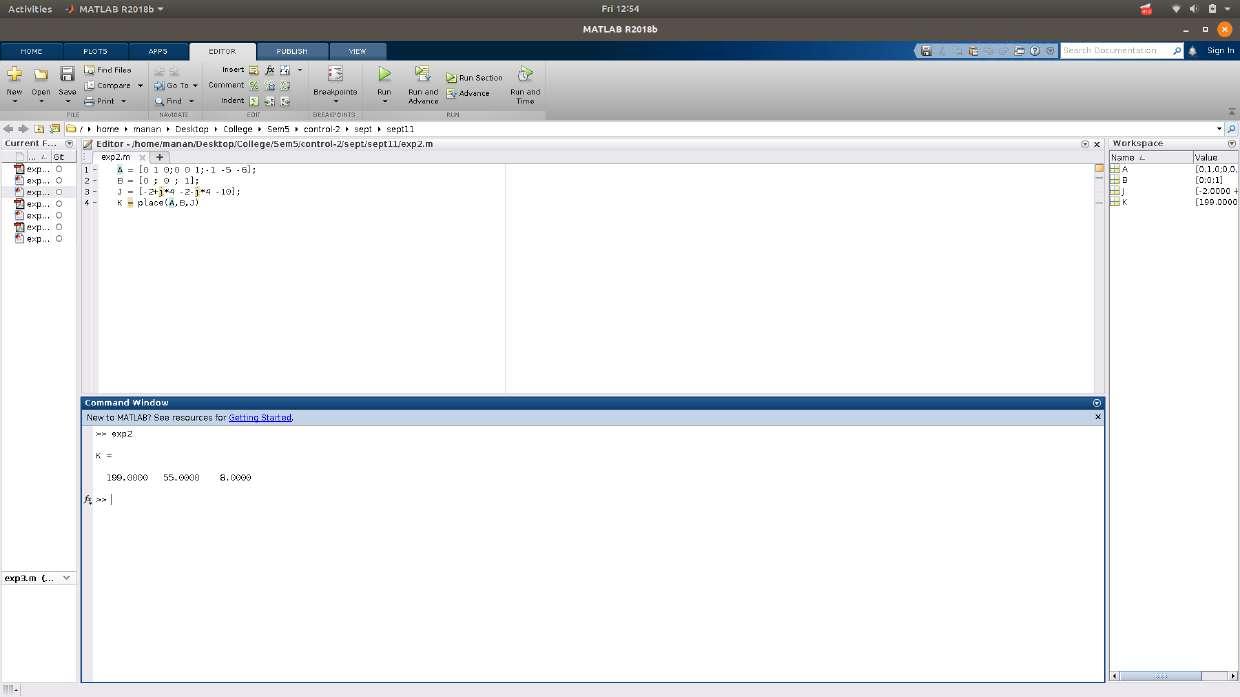 Activities MATLAB R2018b Fri 12:54
MATLAB R2018b
HOME PLOTS APPS EDITOR PUBLISH VIEW Search Documentation Sign In
New Open Save Find Files Compare Print Go To Find Insert Comment Indent Breakpoints Run Run and Advance Run Section Advance Run and Time
FILE NAVIGATE EDIT BREAKPOINTS RUN
/ home manan Desktop College Sem5 control-2 sept sept11
Current F...
... Git
exp...
exp...
exp...
exp...
exp...
exp...
exp...
exp3.m (...
Editor - /home/manan/Desktop/College/Sem5/control-2/sept/sept11/exp2.m
exp2.m
1 - A = [0 1 0;0 0 1;-1 -5 -6];
2 - B = [0 ; 0 ; 1];
3 - J = [-2+j*4 -2-j*4 -10];
4 - K = place(A,B,J)
Command Window
New to MATLAB? See resources for Getting Started.
>> exp2
K =
199.0000 55.0000 8.0000
fx >>
Workspace
Name Value
A [0,1,0;0,0,
B [0;0;1]
J [-2.0000 +
K [199.0000